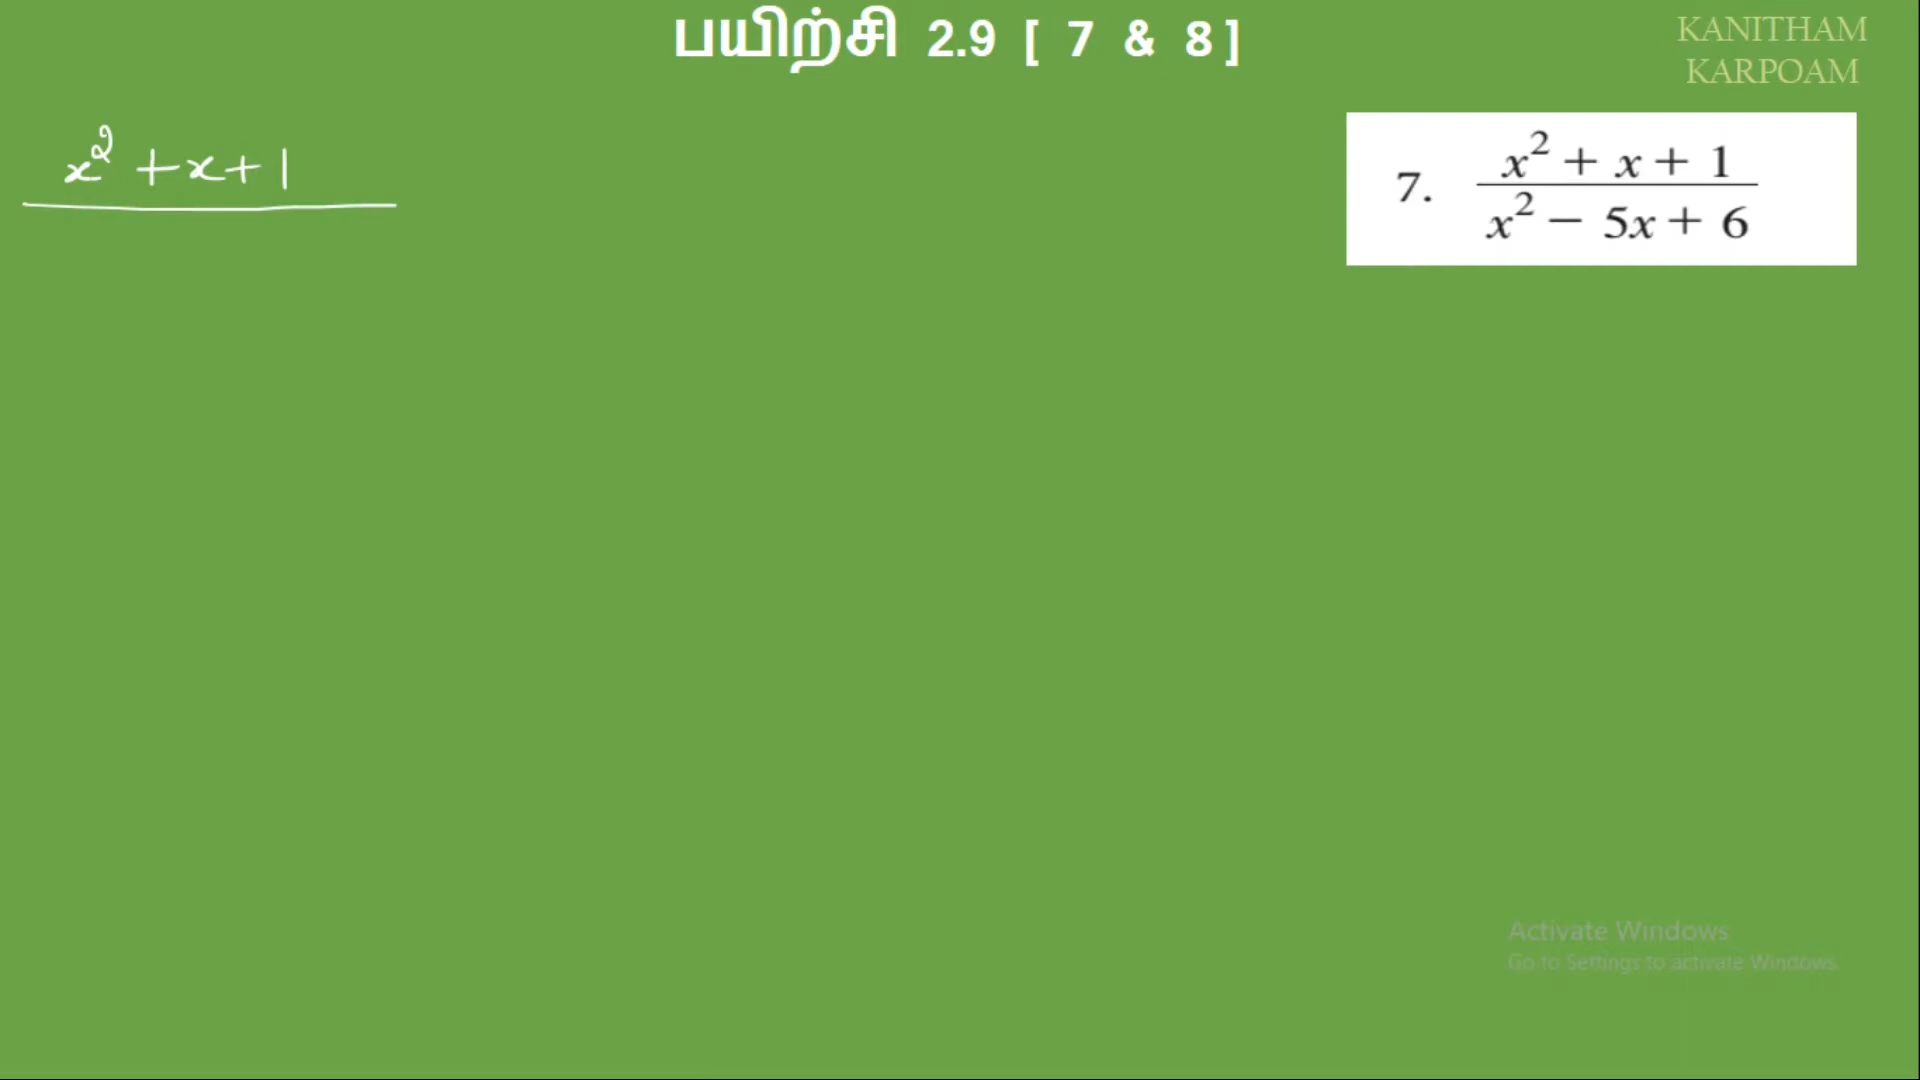 பயிற்சி 2.9 [ 7 & 8 ]
KANITHAM
KARPOAM
x² + x + 1
7. x² + x + 1
x² − 5x + 6
Activate Windows
Go to Settings to activate Windows.